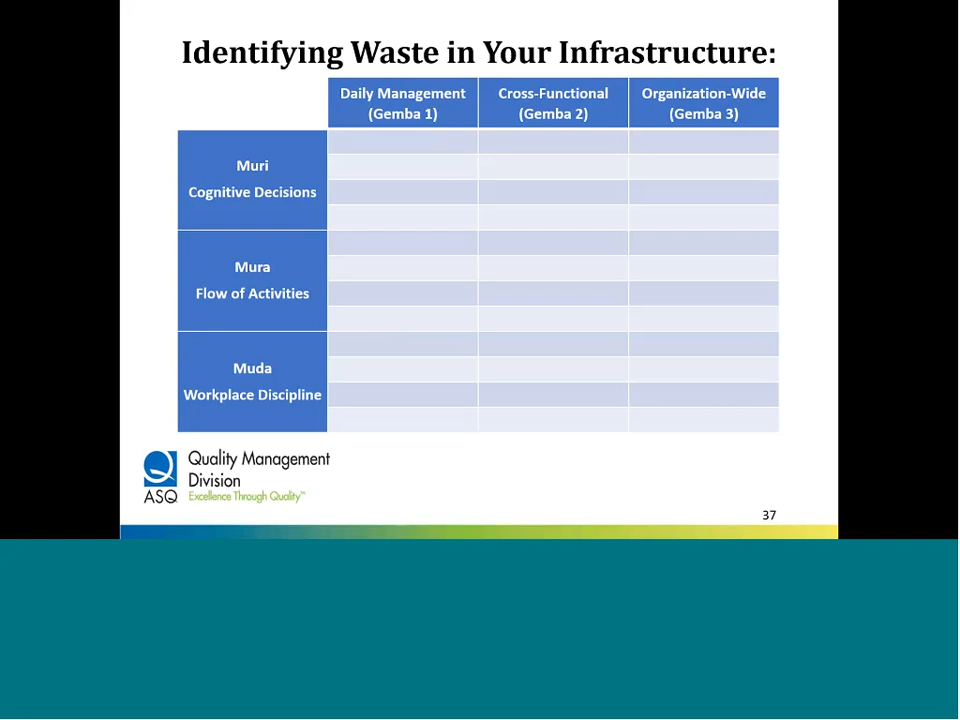 Identifying Waste in Your Infrastructure:
Daily Management
(Gemba 1)
Cross-Functional
(Gemba 2)
Organization-Wide
(Gemba 3)
Muri
Cognitive Decisions
Mura
Flow of Activities
Muda
Workplace Discipline
Quality Management
Division
ASQ
Excellence Through Quality™
37